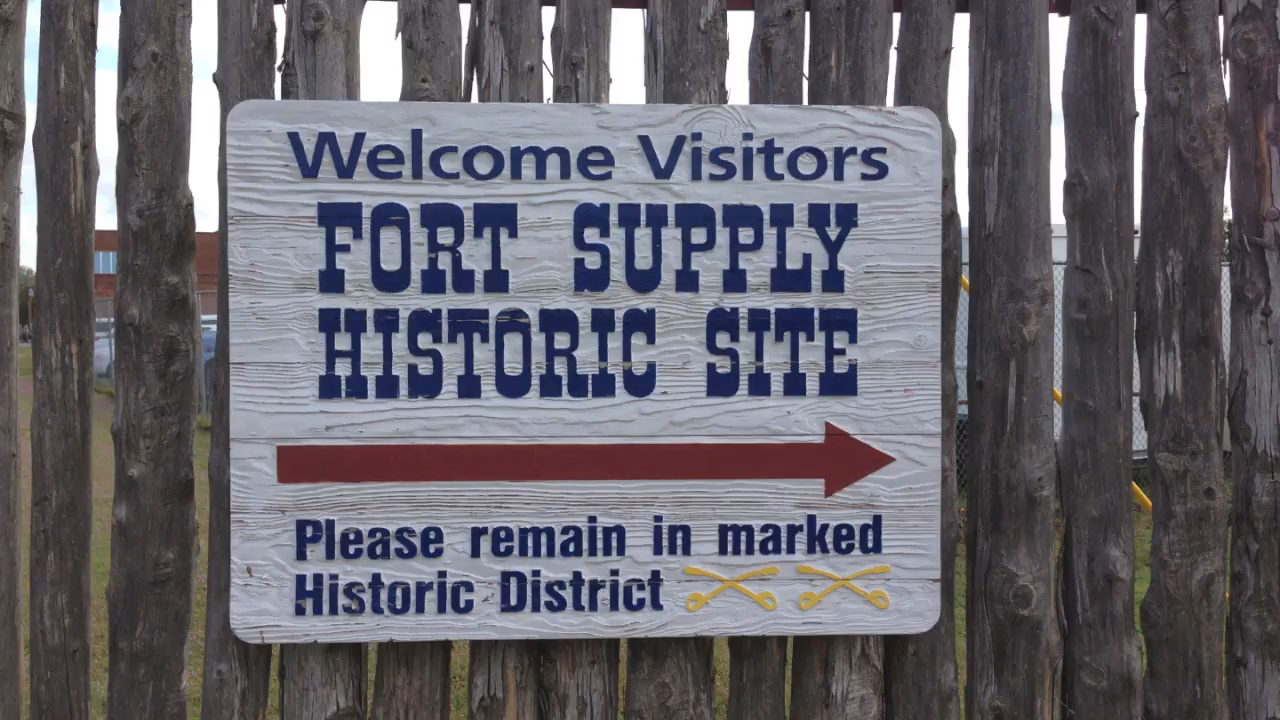 Welcome Visitors
FORT SUPPLY
HISTORIC SITE
Please remain in marked
Historic District